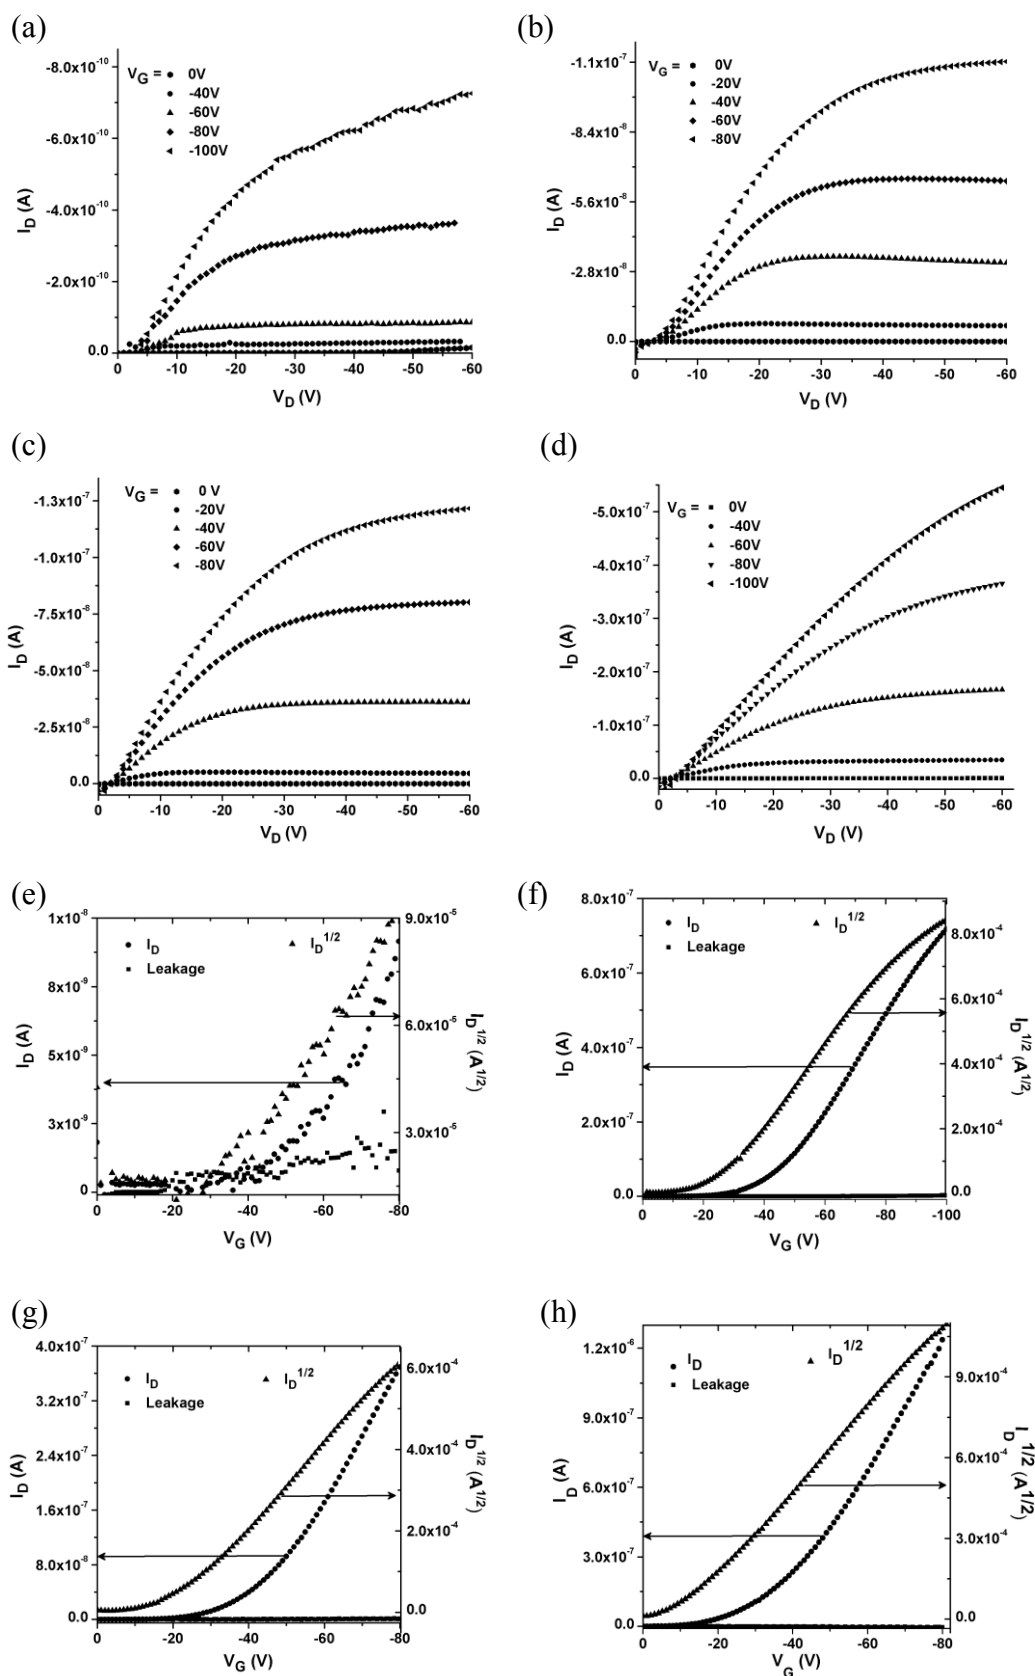 (a)
V_G =
0V
-40V
-60V
-80V
-100V
-8.0x10^-10
-6.0x10^-10
-4.0x10^-10
-2.0x10^-10
0.0
I_D (A)
0 -10 -20 -30 -40 -50 -60
V_D (V)
(b)
V_G =
0V
-20V
-40V
-60V
-80V
-1.1x10^-7
-8.4x10^-8
-5.6x10^-8
-2.8x10^-8
0.0
I_D (A)
0 -10 -20 -30 -40 -50 -60
V_D (V)
(c)
V_G =
0 V
-20V
-40V
-60V
-80V
-1.3x10^-7
-1.0x10^-7
-7.5x10^-8
-5.0x10^-8
-2.5x10^-8
0.0
I_D (A)
0 -10 -20 -30 -40 -50 -60
V_D (V)
(d)
V_G =
0V
-40V
-60V
-80V
-100V
-5.0x10^-7
-4.0x10^-7
-3.0x10^-7
-2.0x10^-7
-1.0x10^-7
0.0
I_D (A)
0 -10 -20 -30 -40 -50 -60
V_D (V)
(e)
I_D
Leakage
I_D^1/2
1x10^-8
8x10^-9
5x10^-9
3x10^-9
0
I_D (A)
9.0x10^-5
6.0x10^-5
3.0x10^-5
I_D^1/2 (A^1/2)
0 -20 -40 -60 -80
V_G (V)
(f)
I_D
Leakage
I_D^1/2
8.0x10^-7
6.0x10^-7
4.0x10^-7
2.0x10^-7
0.0
I_D (A)
8.0x10^-4
6.0x10^-4
4.0x10^-4
2.0x10^-4
0.0
I_D^1/2 (A^1/2)
0 -20 -40 -60 -80 -100
V_G (V)
(g)
I_D
Leakage
I_D^1/2
4.0x10^-7
3.2x10^-7
2.4x10^-7
1.6x10^-7
8.0x10^-8
0.0
I_D (A)
6.0x10^-4
4.0x10^-4
2.0x10^-4
0.0
I_D^1/2 (A^1/2)
0 -20 -40 -60 -80
V_G (V)
(h)
I_D
Leakage
I_D^1/2
1.2x10^-6
9.0x10^-7
6.0x10^-7
3.0x10^-7
0.0
I_D (A)
9.0x10^-4
6.0x10^-4
3.0x10^-4
0.0
I_D^1/2 (A^1/2)
0 -20 -40 -60 -80
V_G (V)